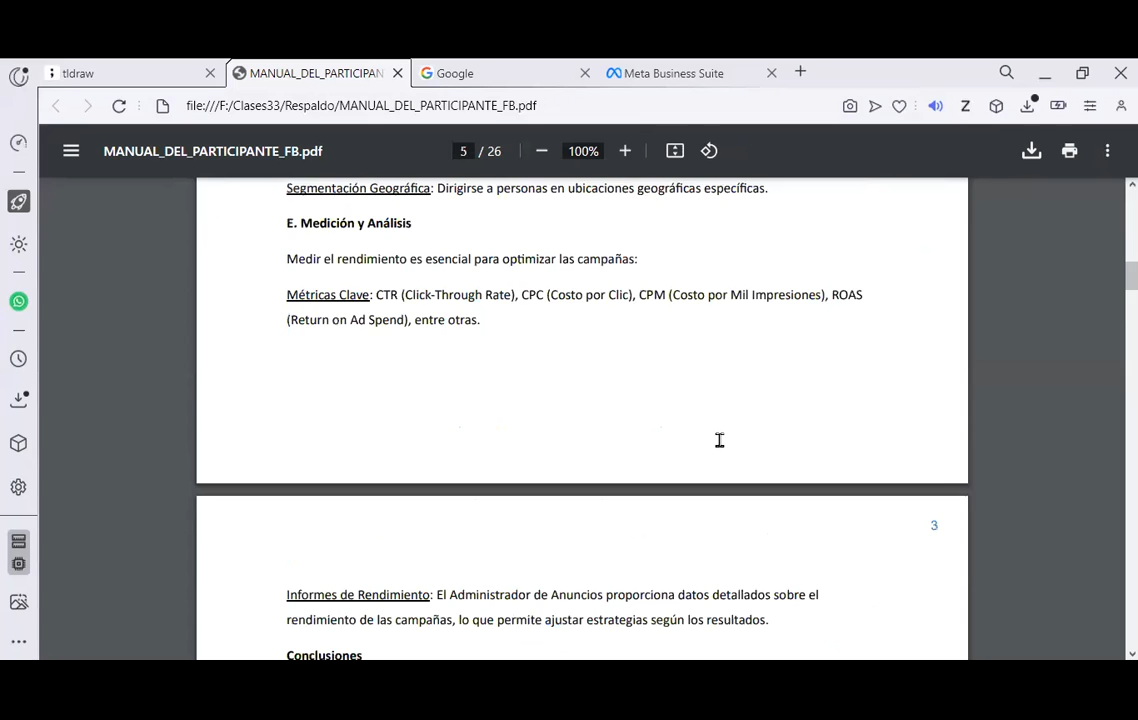 tldraw
MANUAL_DEL_PARTICIPAN
Google
Meta Business Suite
file:///F:/Clases33/Respaldo/MANUAL_DEL_PARTICIPANTE_FB.pdf
MANUAL_DEL_PARTICIPANTE_FB.pdf
5 / 26
100%
Segmentación Geográfica: Dirigirse a personas en ubicaciones geográficas específicas.
E. Medición y Análisis
Medir el rendimiento es esencial para optimizar las campañas:
Métricas Clave: CTR (Click-Through Rate), CPC (Costo por Clic), CPM (Costo por Mil Impresiones), ROAS
(Return on Ad Spend), entre otras.
3
Informes de Rendimiento: El Administrador de Anuncios proporciona datos detallados sobre el
rendimiento de las campañas, lo que permite ajustar estrategias según los resultados.
Conclusiones